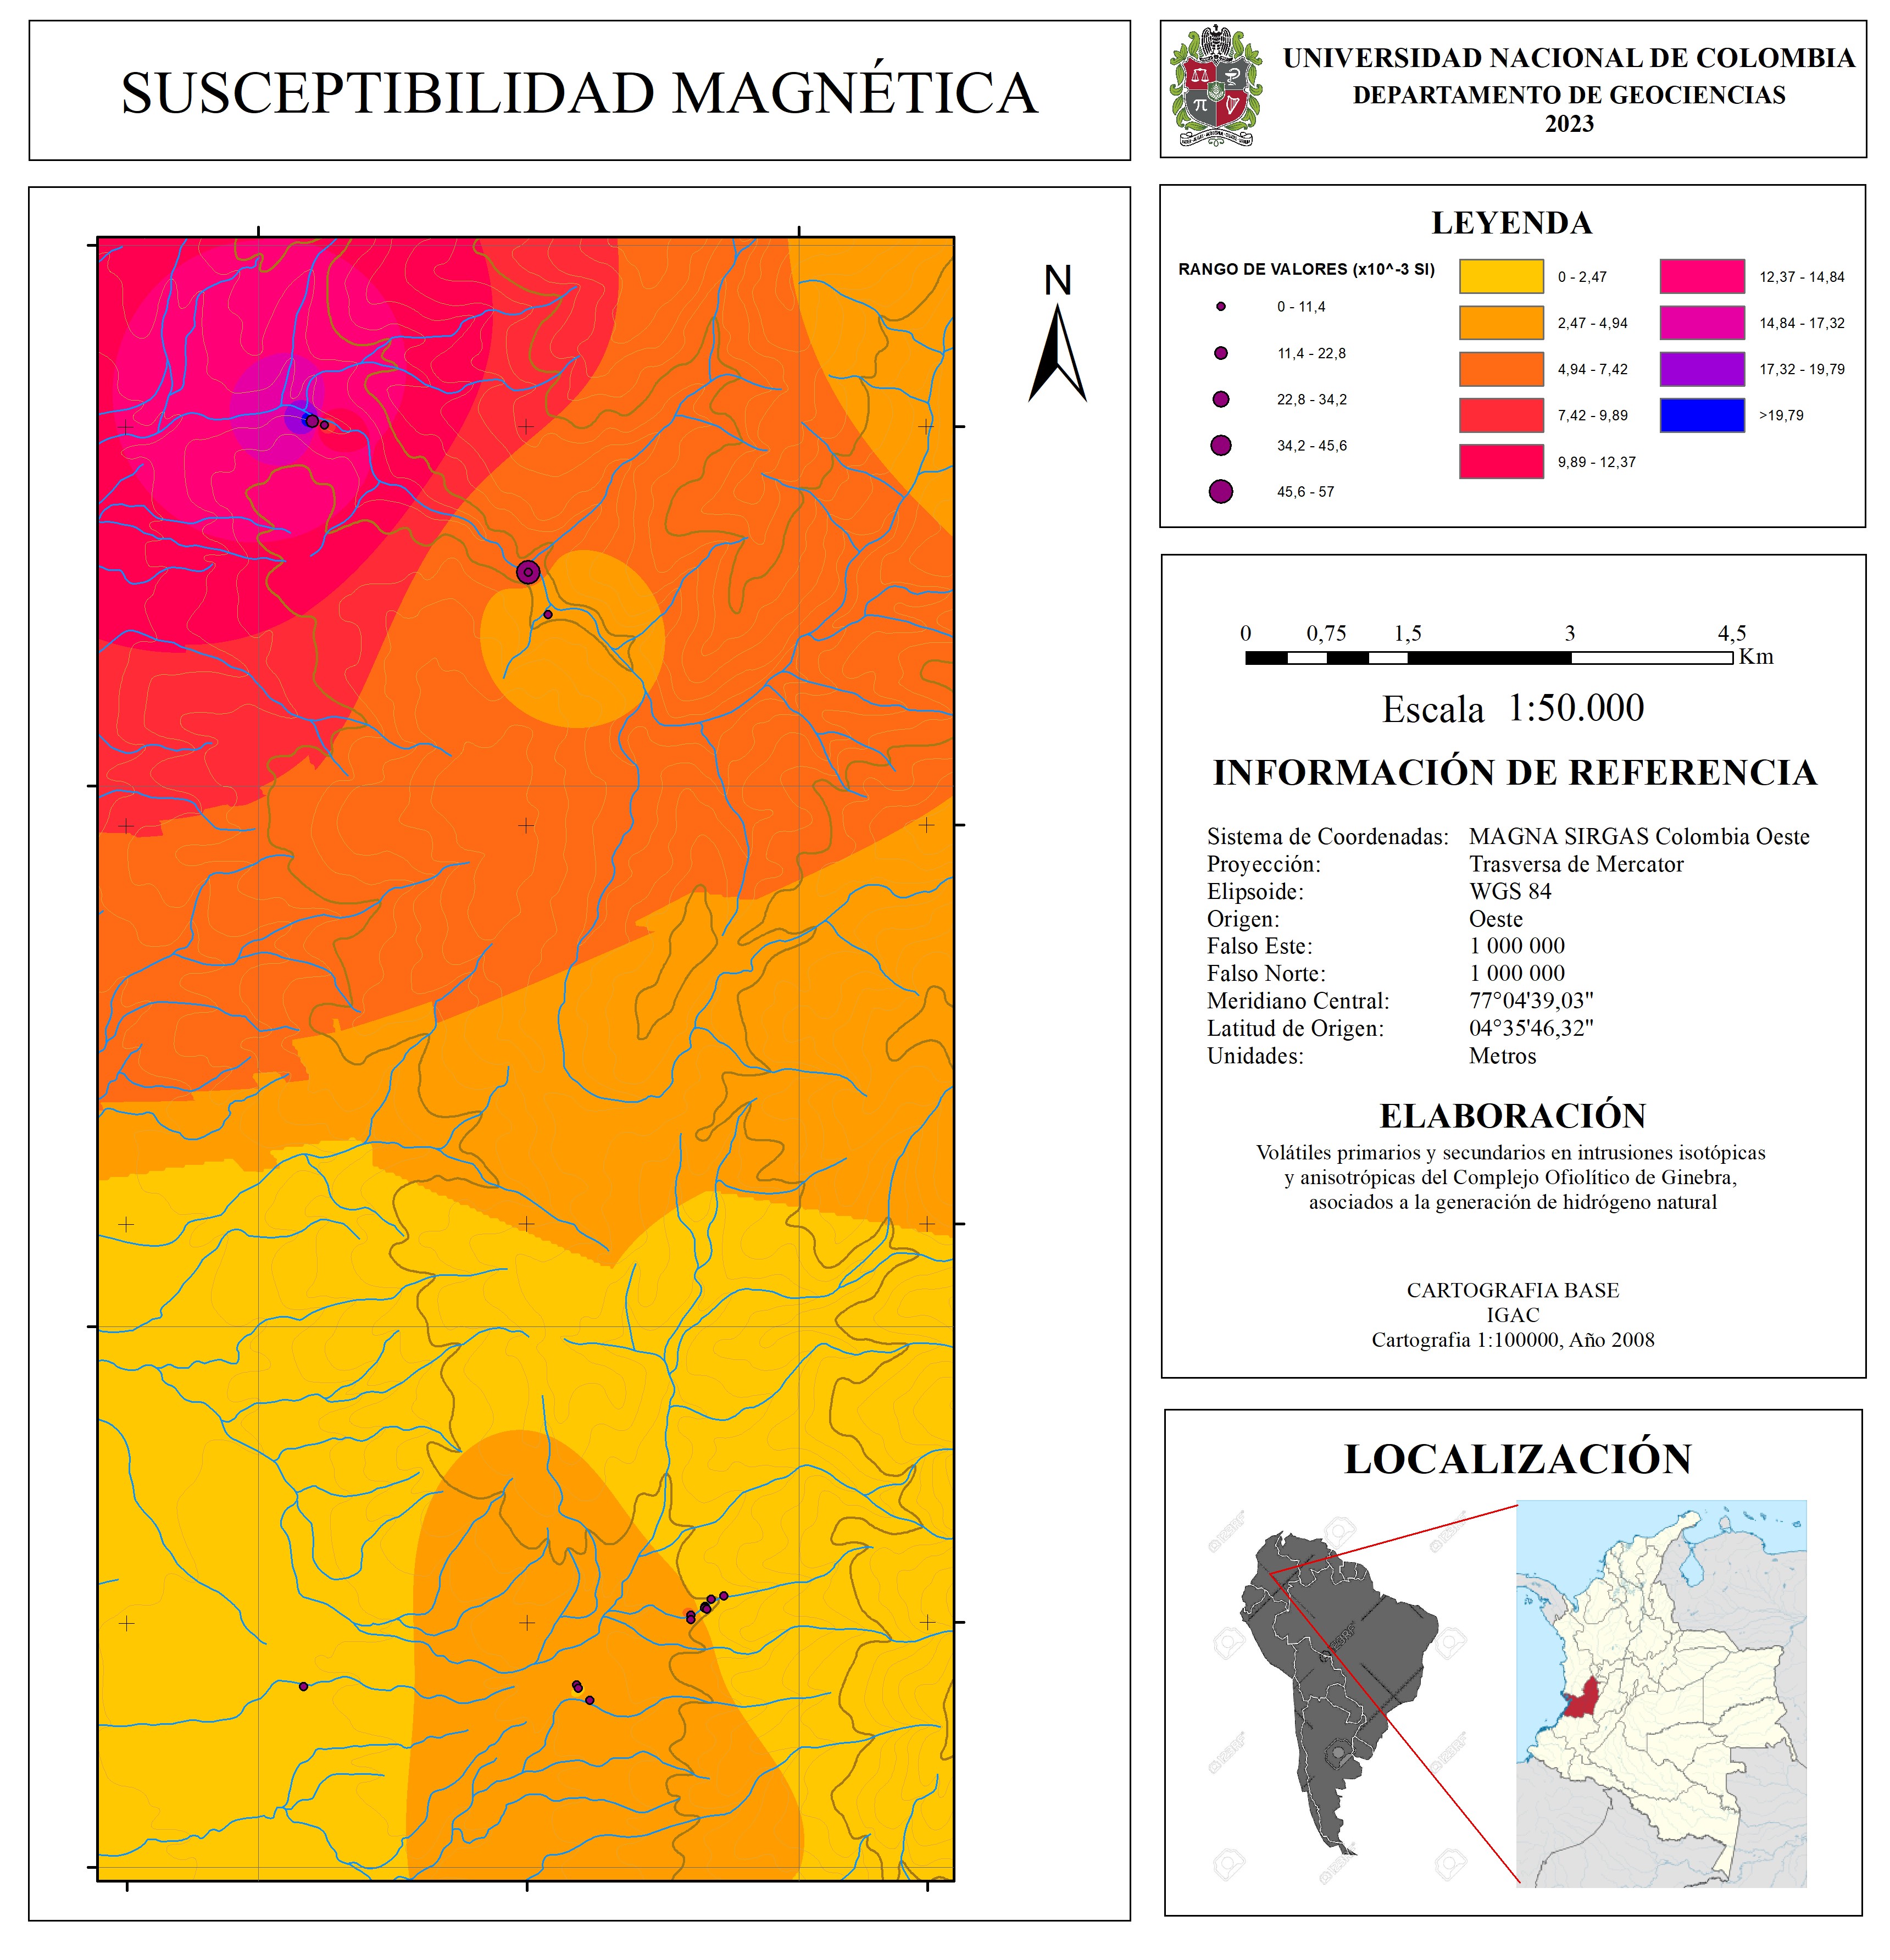 SUSCEPTIBILIDAD MAGNÉTICA
UNIVERSIDAD NACIONAL DE COLOMBIA
DEPARTAMENTO DE GEOCIENCIAS
2023
N
LEYENDA
RANGO DE VALORES (x10^-3 SI)
0 - 11,4
11,4 - 22,8
22,8 - 34,2
34,2 - 45,6
45,6 - 57
0 - 2,47
2,47 - 4,94
4,94 - 7,42
7,42 - 9,89
9,89 - 12,37
12,37 - 14,84
14,84 - 17,32
17,32 - 19,79
>19,79
0 0,75 1,5 3 4,5
Km
Escala 1:50.000
INFORMACIÓN DE REFERENCIA
Sistema de Coordenadas: MAGNA SIRGAS Colombia Oeste
Proyección: Trasversa de Mercator
Elipsoide: WGS 84
Origen: Oeste
Falso Este: 1 000 000
Falso Norte: 1 000 000
Meridiano Central: 77°04'39,03"
Latitud de Origen: 04°35'46,32"
Unidades: Metros
ELABORACIÓN
Volátiles primarios y secundarios en intrusiones isotópicas
y anisotrópicas del Complejo Ofiolítico de Ginebra,
asociados a la generación de hidrógeno natural
CARTOGRAFIA BASE
IGAC
Cartografia 1:100000, Año 2008
LOCALIZACIÓN